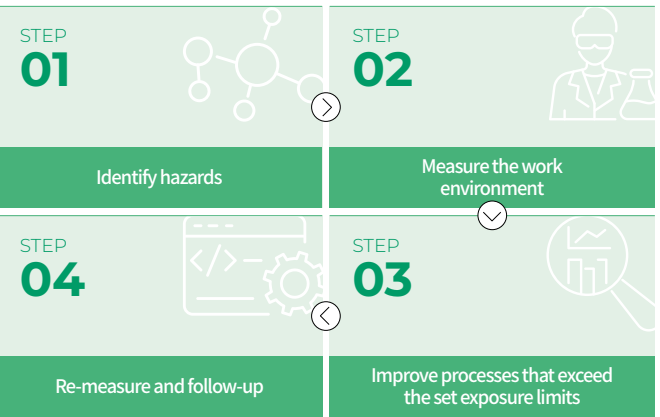 STEP
01
Identify hazards
STEP
02
Measure the work
environment
STEP
03
Improve processes that exceed
the set exposure limits
STEP
04
Re-measure and follow-up